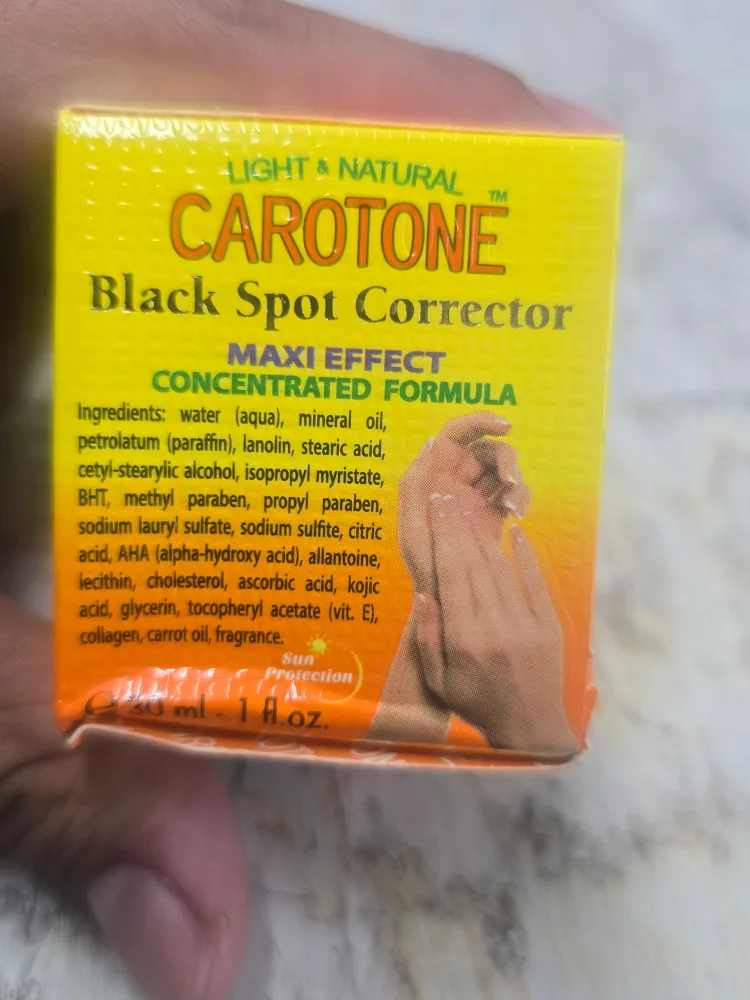 LIGHT & NATURAL
CAROTONE™
Black Spot Corrector
MAXI EFFECT
CONCENTRATED FORMULA
Ingredients: water (aqua), mineral oil,
petrolatum (paraffin), lanolin, stearic acid,
cetyl-stearylic alcohol, isopropyl myristate,
BHT, methyl paraben, propyl paraben,
sodium lauryl sulfate, sodium sulfite, citric
acid, AHA (alpha-hydroxy acid), allantoine,
lecithin, cholesterol, ascorbic acid, kojic
acid, glycerin, tocopheryl acetate (vit. E),
collagen, carrot oil, fragrance.
Sun
Protection
℮ 30 ml - 1 fl.oz.